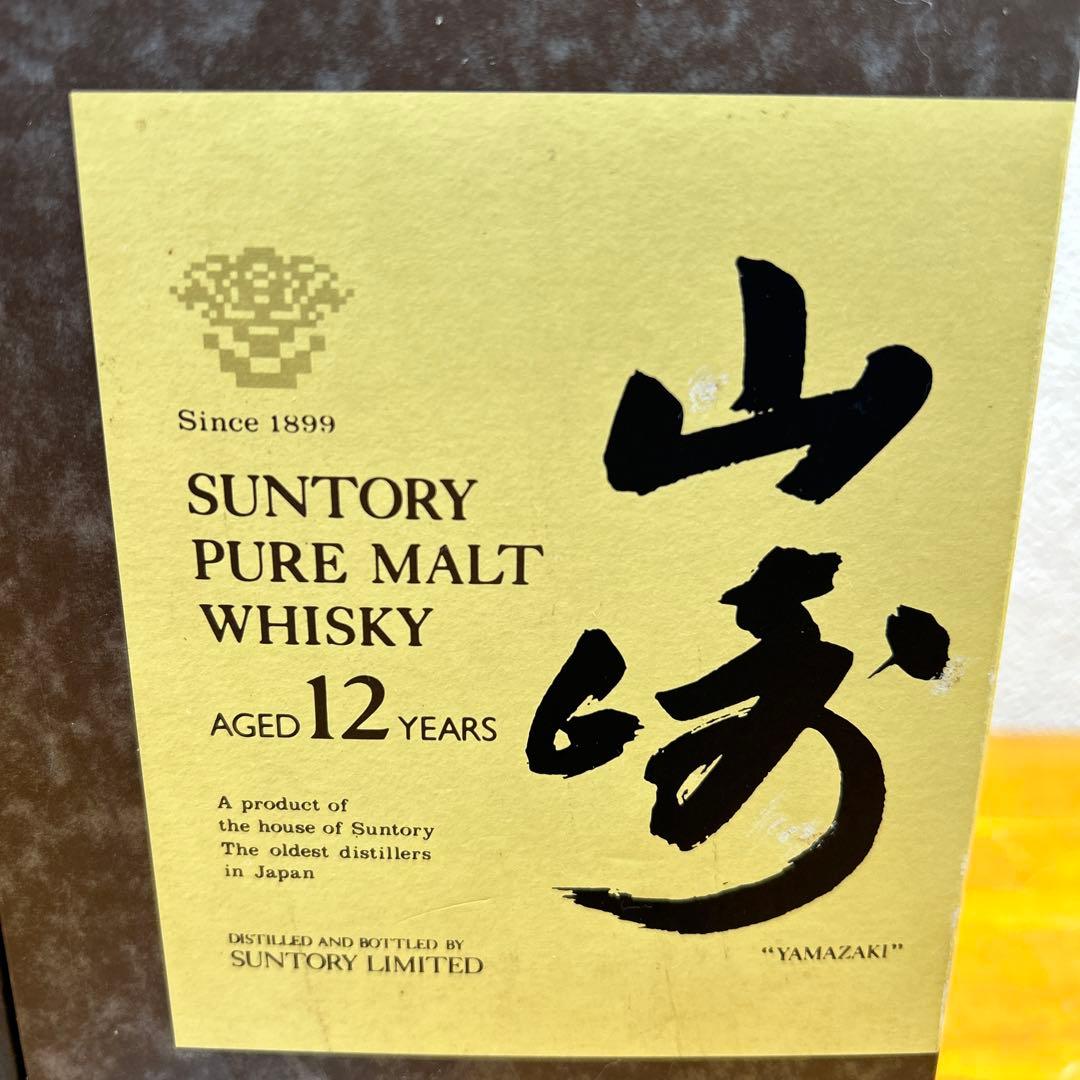 Since 1899
SUNTORY
PURE MALT
WHISKY
AGED 12 YEARS
A product of
the house of Suntory
The oldest distillers
in Japan
DISTILLED AND BOTTLED BY
SUNTORY LIMITED
山崎
“YAMAZAKI”